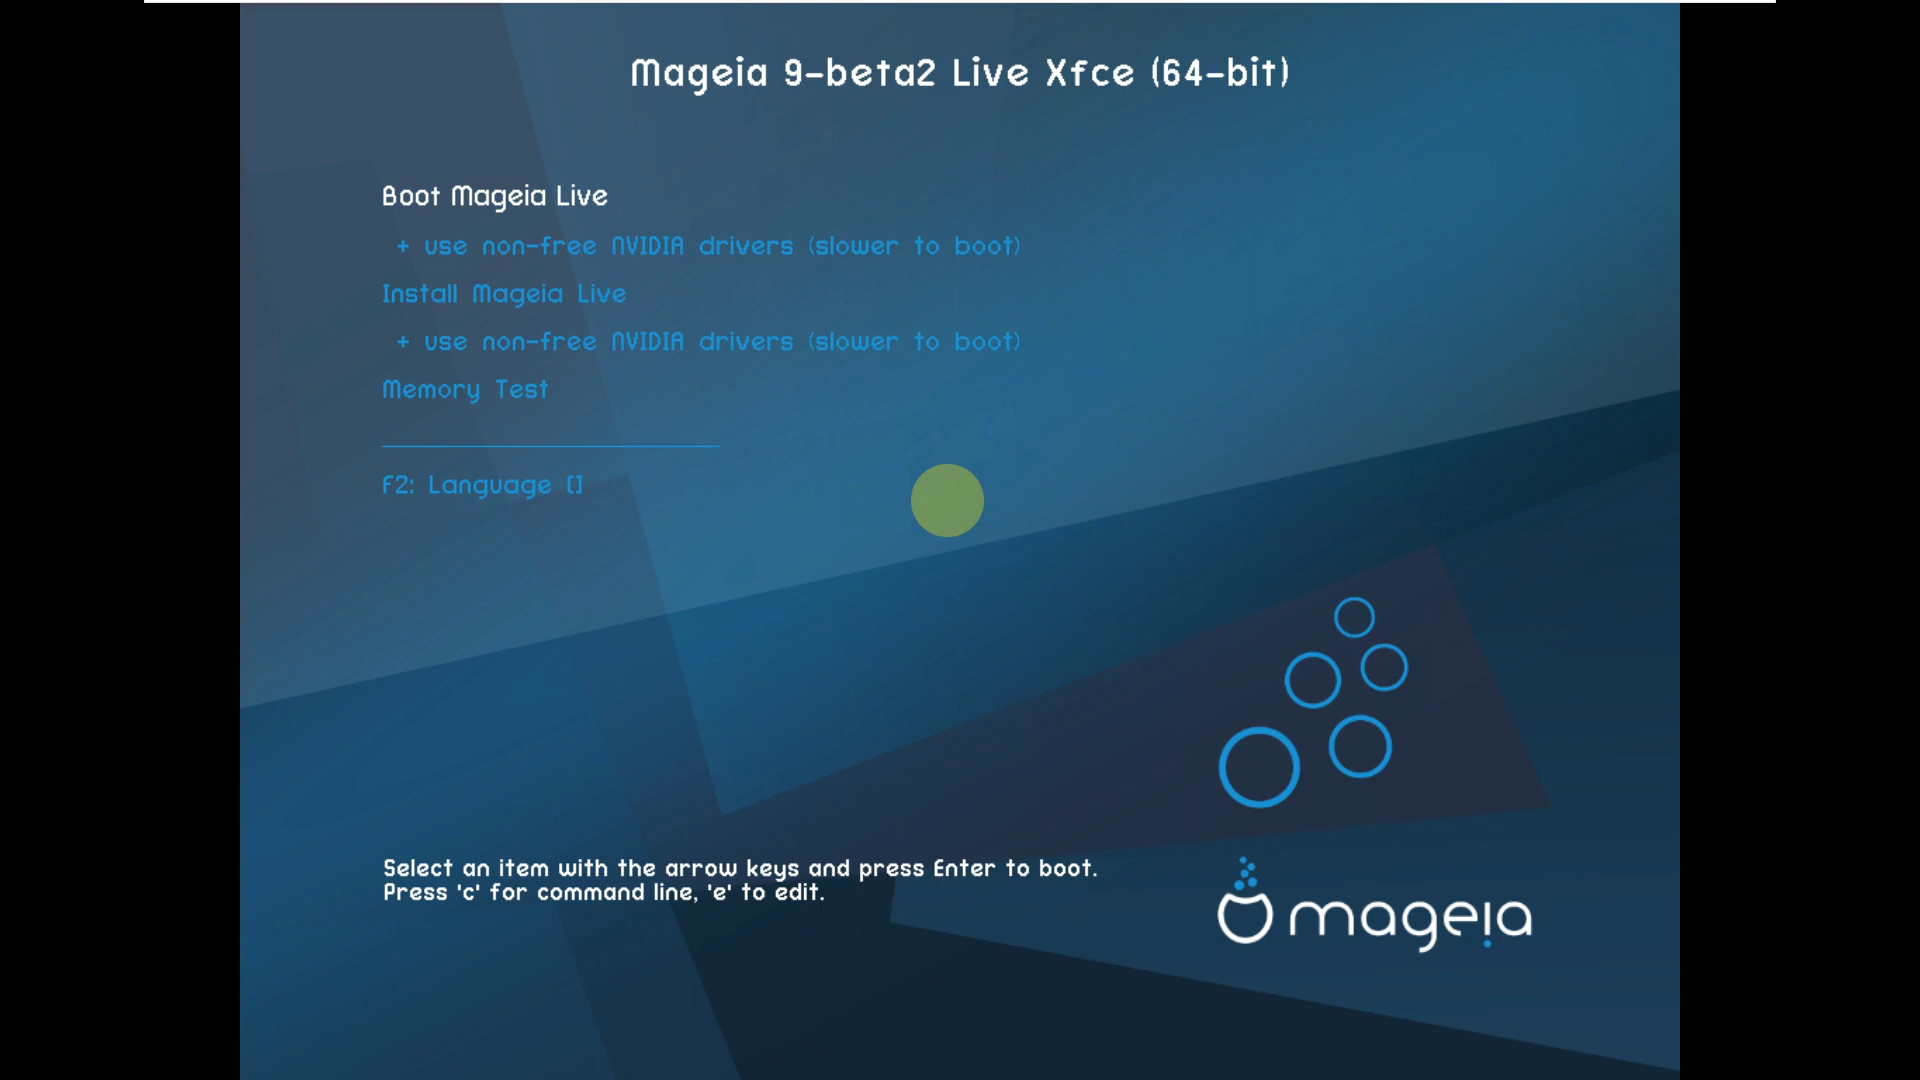 Mageia 9-beta2 Live Xfce (64-bit)
Boot Mageia Live
+ use non-free NVIDIA drivers (slower to boot)
Install Mageia Live
+ use non-free NVIDIA drivers (slower to boot)
Memory Test
F2: Language []
Select an item with the arrow keys and press Enter to boot.
Press 'c' for command line, 'e' to edit.
mageia